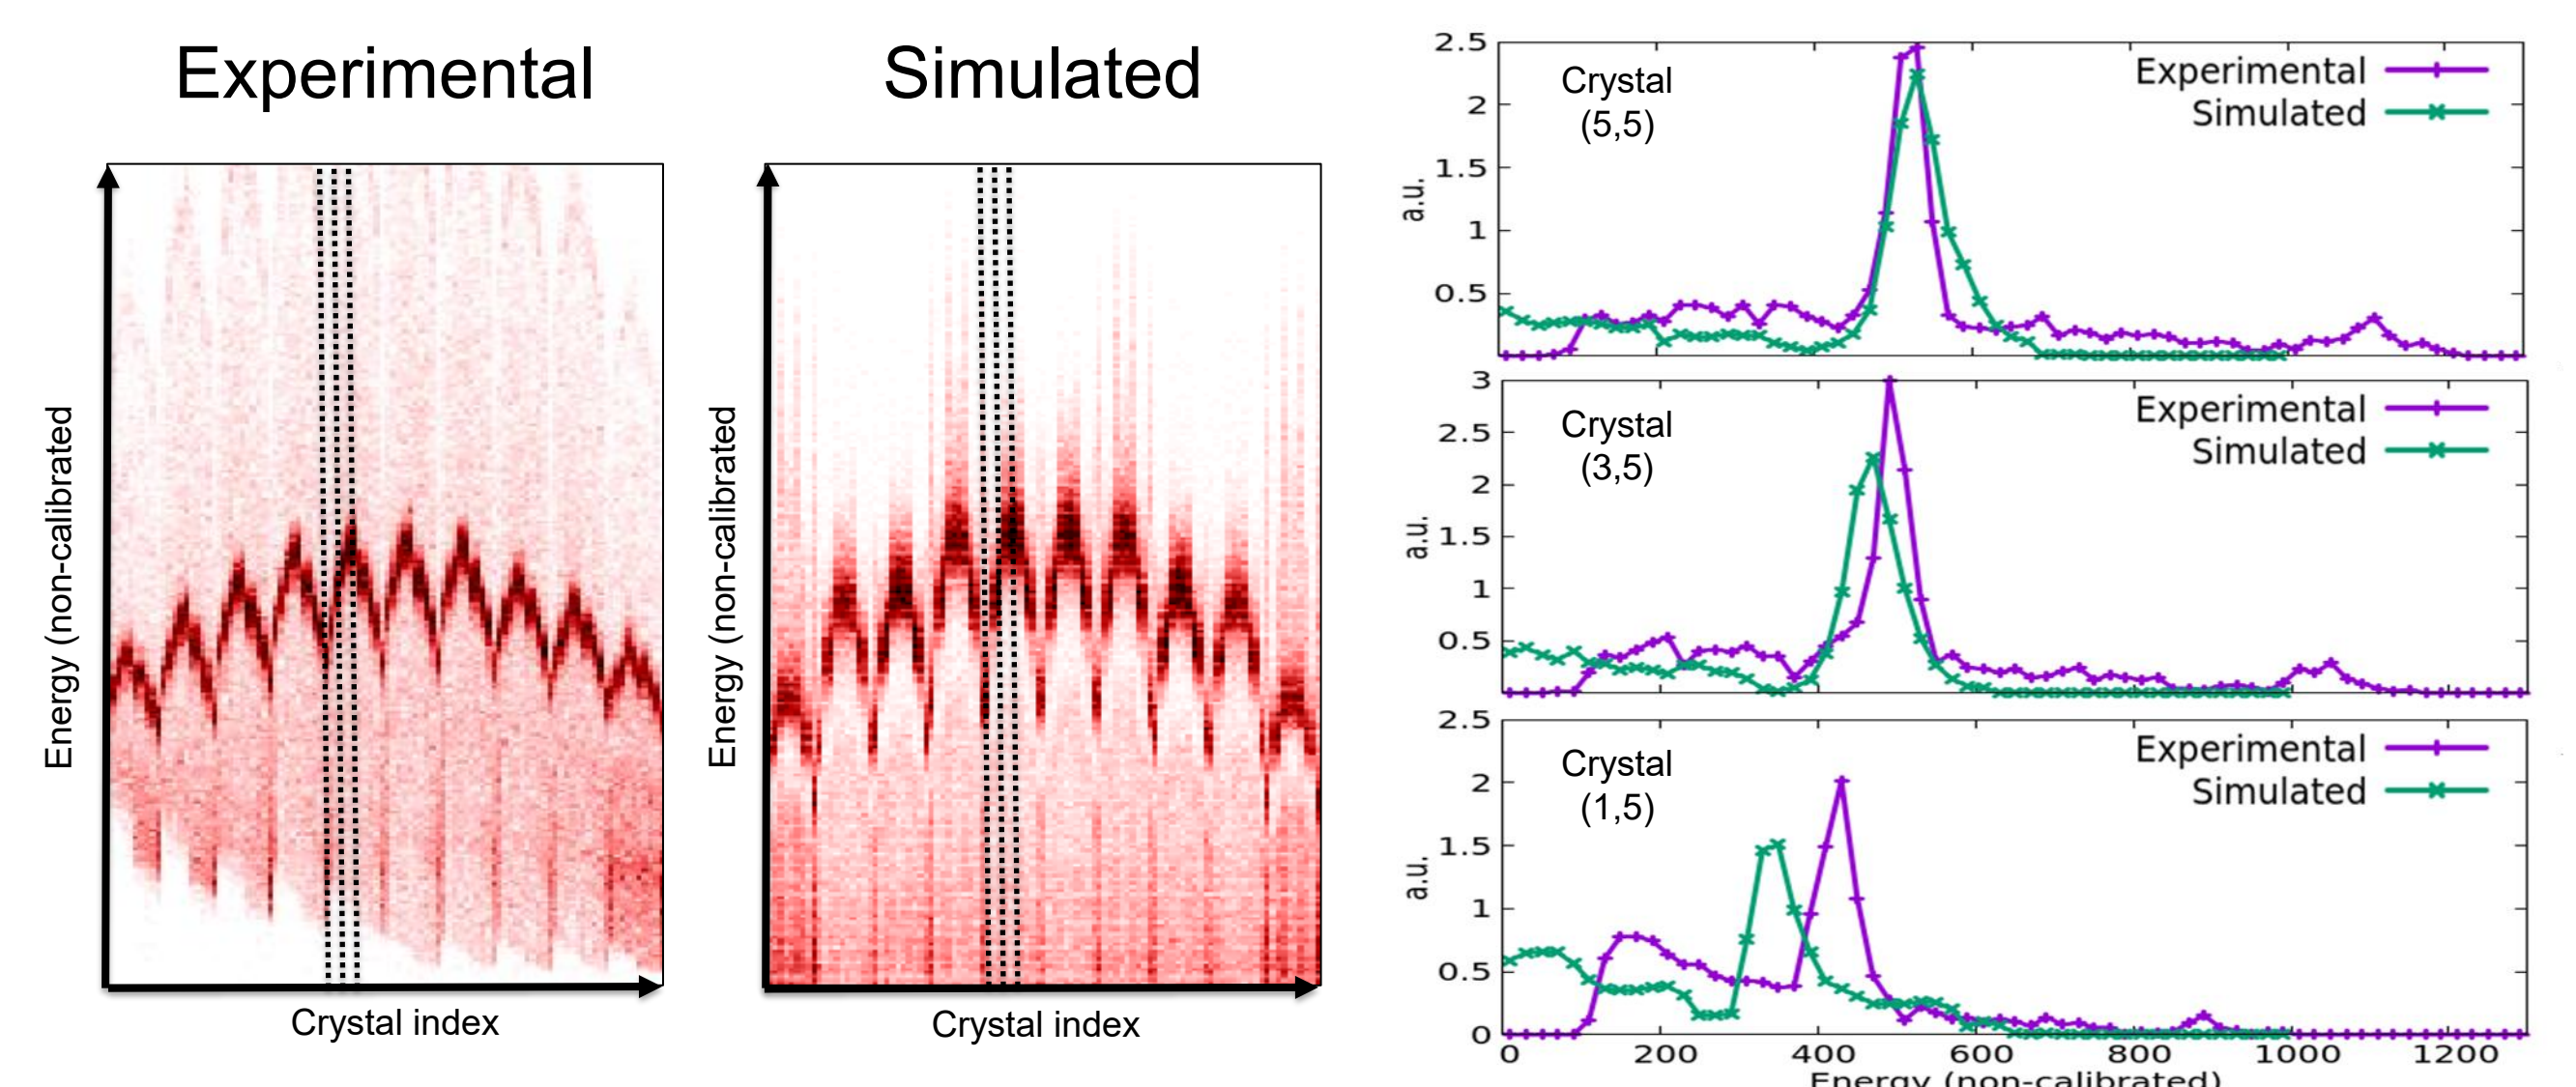 Experimental
Energy (non-calibrated
Crystal index
Simulated
Energy (non-calibrated
Crystal index
2.5
2
1.5
1
0.5
a.u.
Crystal
(5,5)
Experimental
Simulated
3
2.5
2
1.5
1
0.5
a.u.
Crystal
(3,5)
Experimental
Simulated
2.5
2
1.5
1
0.5
0
a.u.
Crystal
(1,5)
Experimental
Simulated
0 200 400 600 800 1000 1200
Energy (non-calibrated)